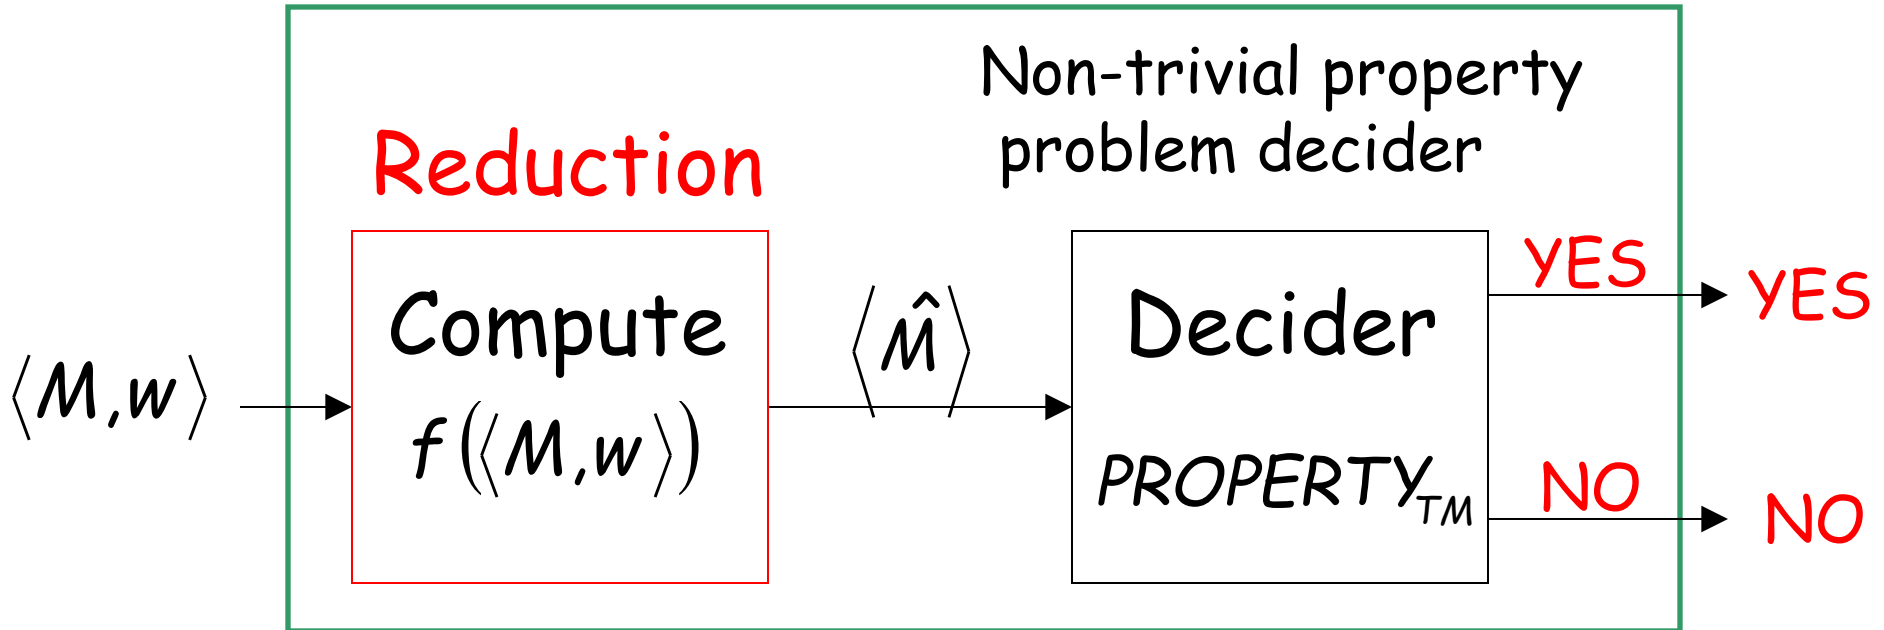 Non-trivial property
problem decider
Reduction
⟨M,w⟩
Compute
f(⟨M,w⟩)
⟨M̂⟩
Decider
PROPERTY_TM
YES
YES
NO
NO